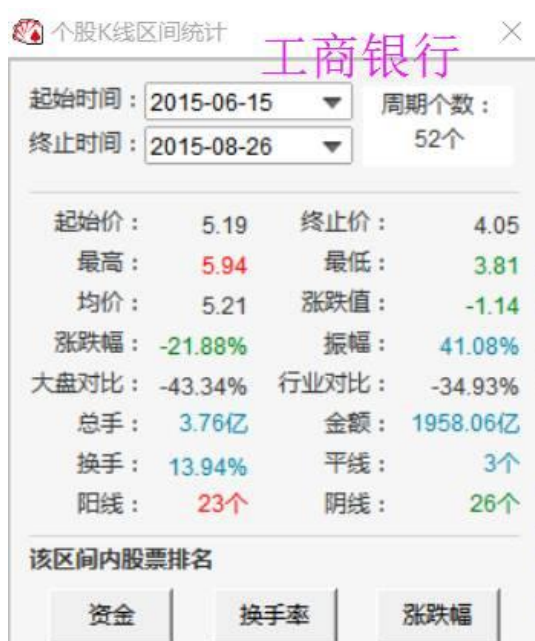 个股K线区间统计
工商银行
起始时间：2015-06-15
周期个数：
终止时间：2015-08-26
52个
起始价： 5.19 终止价： 4.05
最高： 5.94 最低： 3.81
均价： 5.21 涨跌值： -1.14
涨跌幅： -21.88% 振幅： 41.08%
大盘对比： -43.34% 行业对比： -34.93%
总手： 3.76亿 金额： 1958.06亿
换手： 13.94% 平线： 3个
阳线： 23个 阴线： 26个
该区间内股票排名
资金 换手率 涨跌幅